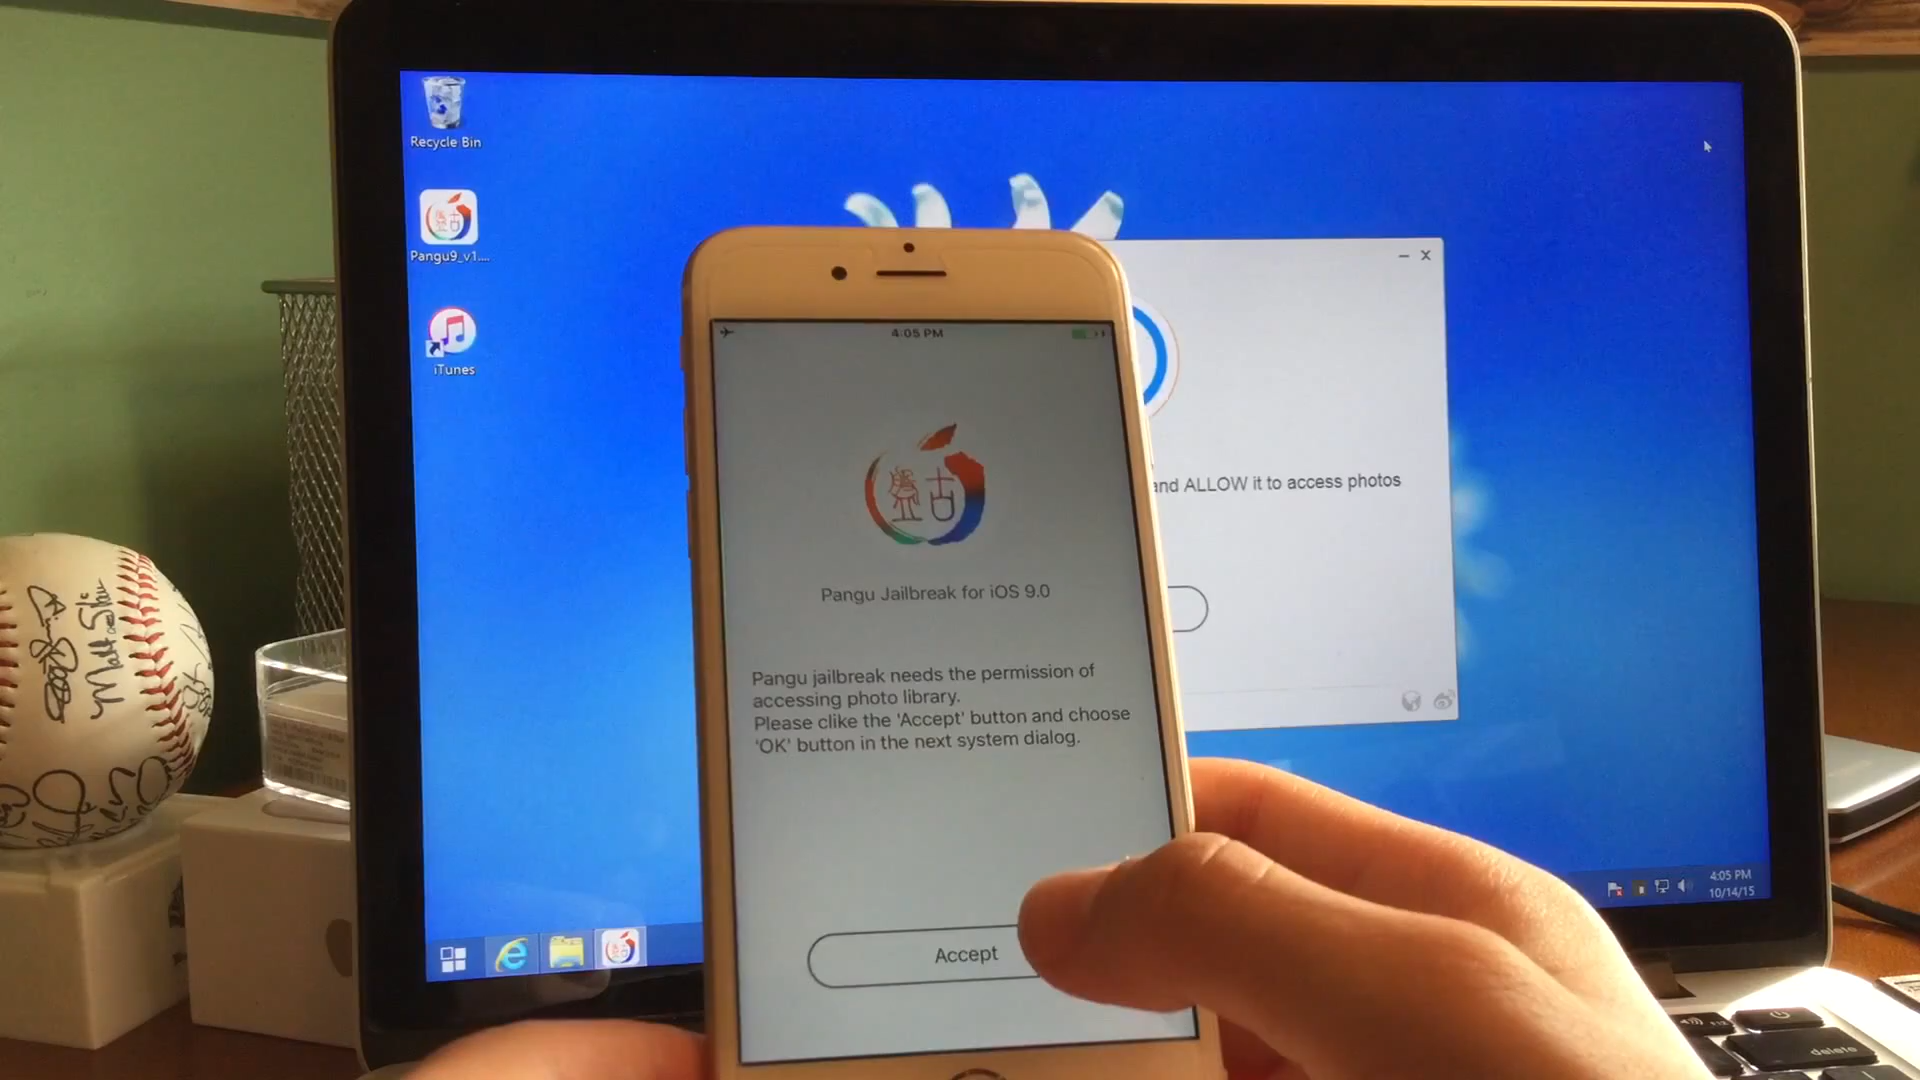 Recycle Bin
Pangu9_v1....
iTunes
4:05 PM
盤古
Pangu Jailbreak for iOS 9.0
Pangu jailbreak needs the permission of
accessing photo library.
Please clike the 'Accept' button and choose
'OK' button in the next system dialog.
Accept
and ALLOW it to access photos
4:05 PM
10/14/15
delete